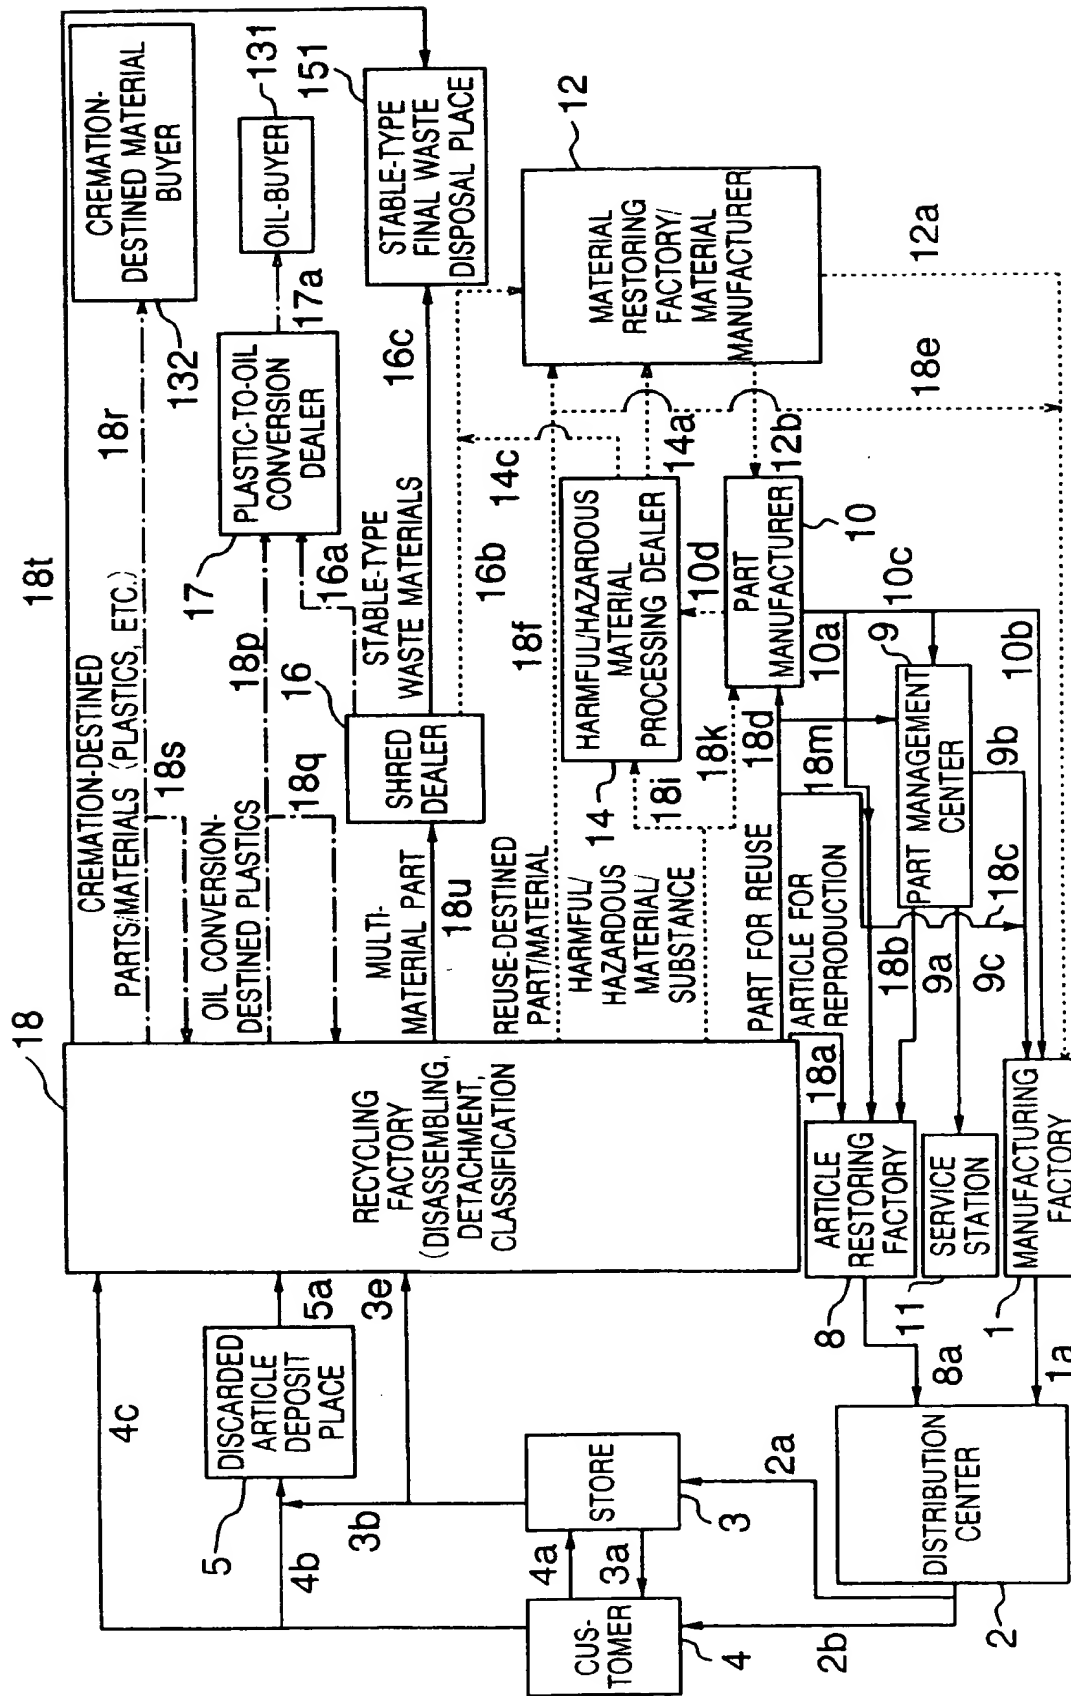 18
RECYCLING
FACTORY
(DISASSEMBLING,
DETACHMENT,
CLASSIFICATION
18t
CREMATION-DESTINED
PARTS/MATERIALS (PLASTICS, ETC.)
18r
18s
CREMATION-
DESTINED MATERIAL
BUYER
132
OIL CONVERSION-
DESTINED PLASTICS
18p
18q
17
PLASTIC-TO-OIL
CONVERSION
DEALER
17a
OIL-BUYER
131
16a
MULTI-
MATERIAL PART
18u
16
SHRED
DEALER
STABLE-TYPE
WASTE MATERIALS
16c
16b
STABLE-TYPE
FINAL WASTE
DISPOSAL PLACE
151
REUSE-DESTINED
PART/MATERIAL
18f
HARMFUL/
HAZARDOUS
MATERIAL/
SUBSTANCE
18i
18k
14
HARMFUL/HAZARDOUS
MATERIAL
PROCESSING DEALER
14c
14a
10d
MATERIAL
RESTORING
FACTORY/
MATERIAL
MANUFACTURER
12
12a
12b
18e
PART FOR REUSE
18d
ARTICLE FOR
REPRODUCTION
18m
18a
PART
MANUFACTURER
10
10a
10c
10b
9
PART MANAGEMENT
CENTER
9b
18b
9a
9c
18c
ARTICLE
RESTORING
FACTORY
8
8a
SERVICE
STATION
11
MANUFACTURING
FACTORY
1
1a
4c
5
DISCARDED
ARTICLE
DEPOSIT
PLACE
5a
3e
4b
3b
STORE
3
4a
3a
CUS-
TOMER
4
2a
2b
DISTRIBUTION
CENTER
2